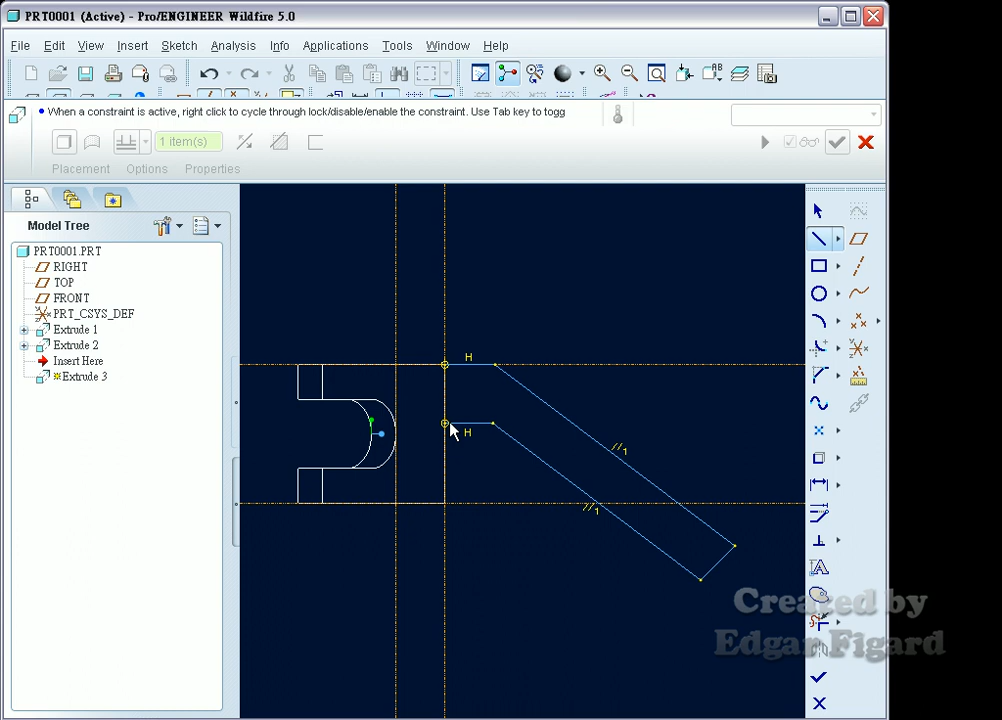 PRT0001 (Active) - Pro/ENGINEER Wildfire 5.0
File Edit View Insert Sketch Analysis Info Applications Tools Window Help
When a constraint is active, right click to cycle through lock/disable/enable the constraint. Use Tab key to togg
1 item(s)
Placement Options Properties
Model Tree
PRT0001.PRT
RIGHT
TOP
FRONT
PRT_CSYS_DEF
Extrude 1
Extrude 2
Insert Here
Extrude 3
H
H
//1
//1
Created by
Edgar Figard